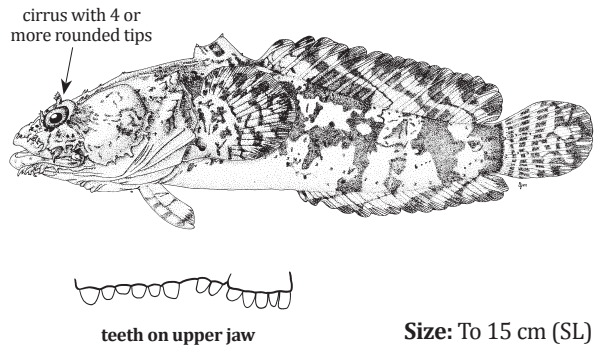 cirrus with 4 or
more rounded tips
teeth on upper jaw
Size: To 15 cm (SL)